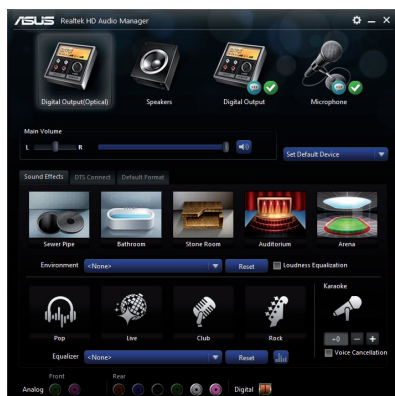 ASUS Realtek HD Audio Manager
Digital Output(Optical) Speakers Digital Output Microphone
Main Volume
L R
Set Default Device
Sound Effects DTS Connect Default Format
Sewer Pipe Bathroom Stone Room Auditorium Arena
Environment <None> Reset Loudness Equalization
Karaoke
Pop Live Club Rock
+0
Equalizer <None> Reset Voice Cancellation
Front Rear
Analog Digital